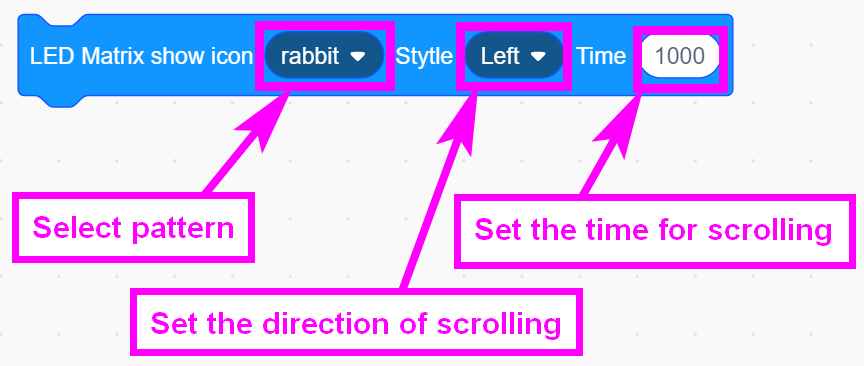 LED Matrix show icon rabbit Stytle Left Time 1000
Select pattern
Set the time for scrolling
Set the direction of scrolling